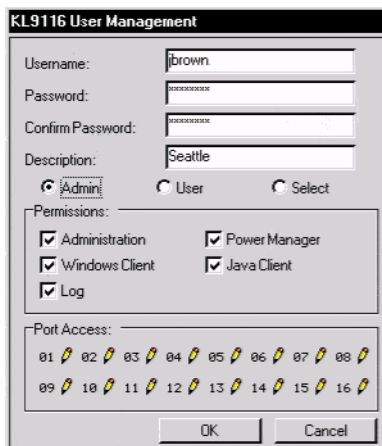 KL9116 User Management
Username: jbrown
Password: ********
Confirm Password: ********
Description: Seattle
Admin User Select
Permissions:
Administration Power Manager
Windows Client Java Client
Log
Port Access:
01 02 03 04 05 06 07 08
09 10 11 12 13 14 15 16
OK Cancel